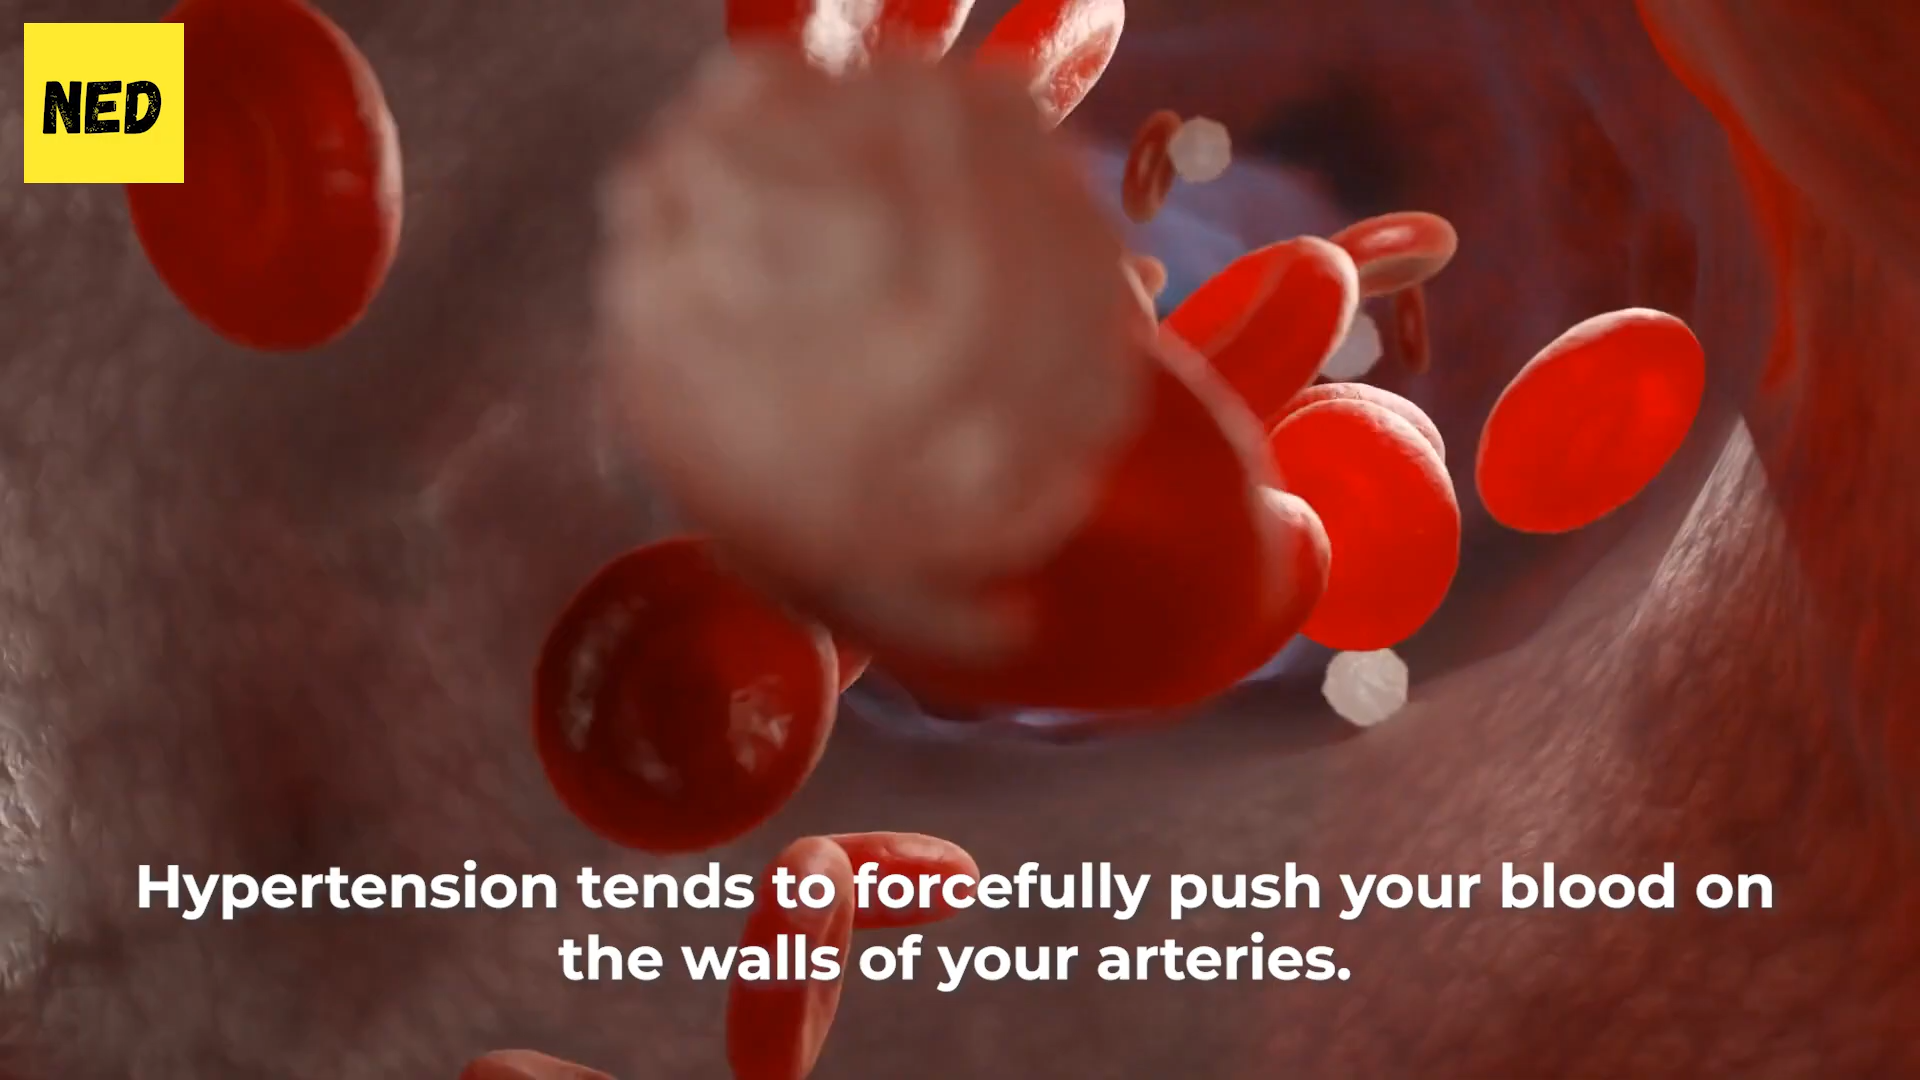 NED
Hypertension tends to forcefully push your blood on
the walls of your arteries.